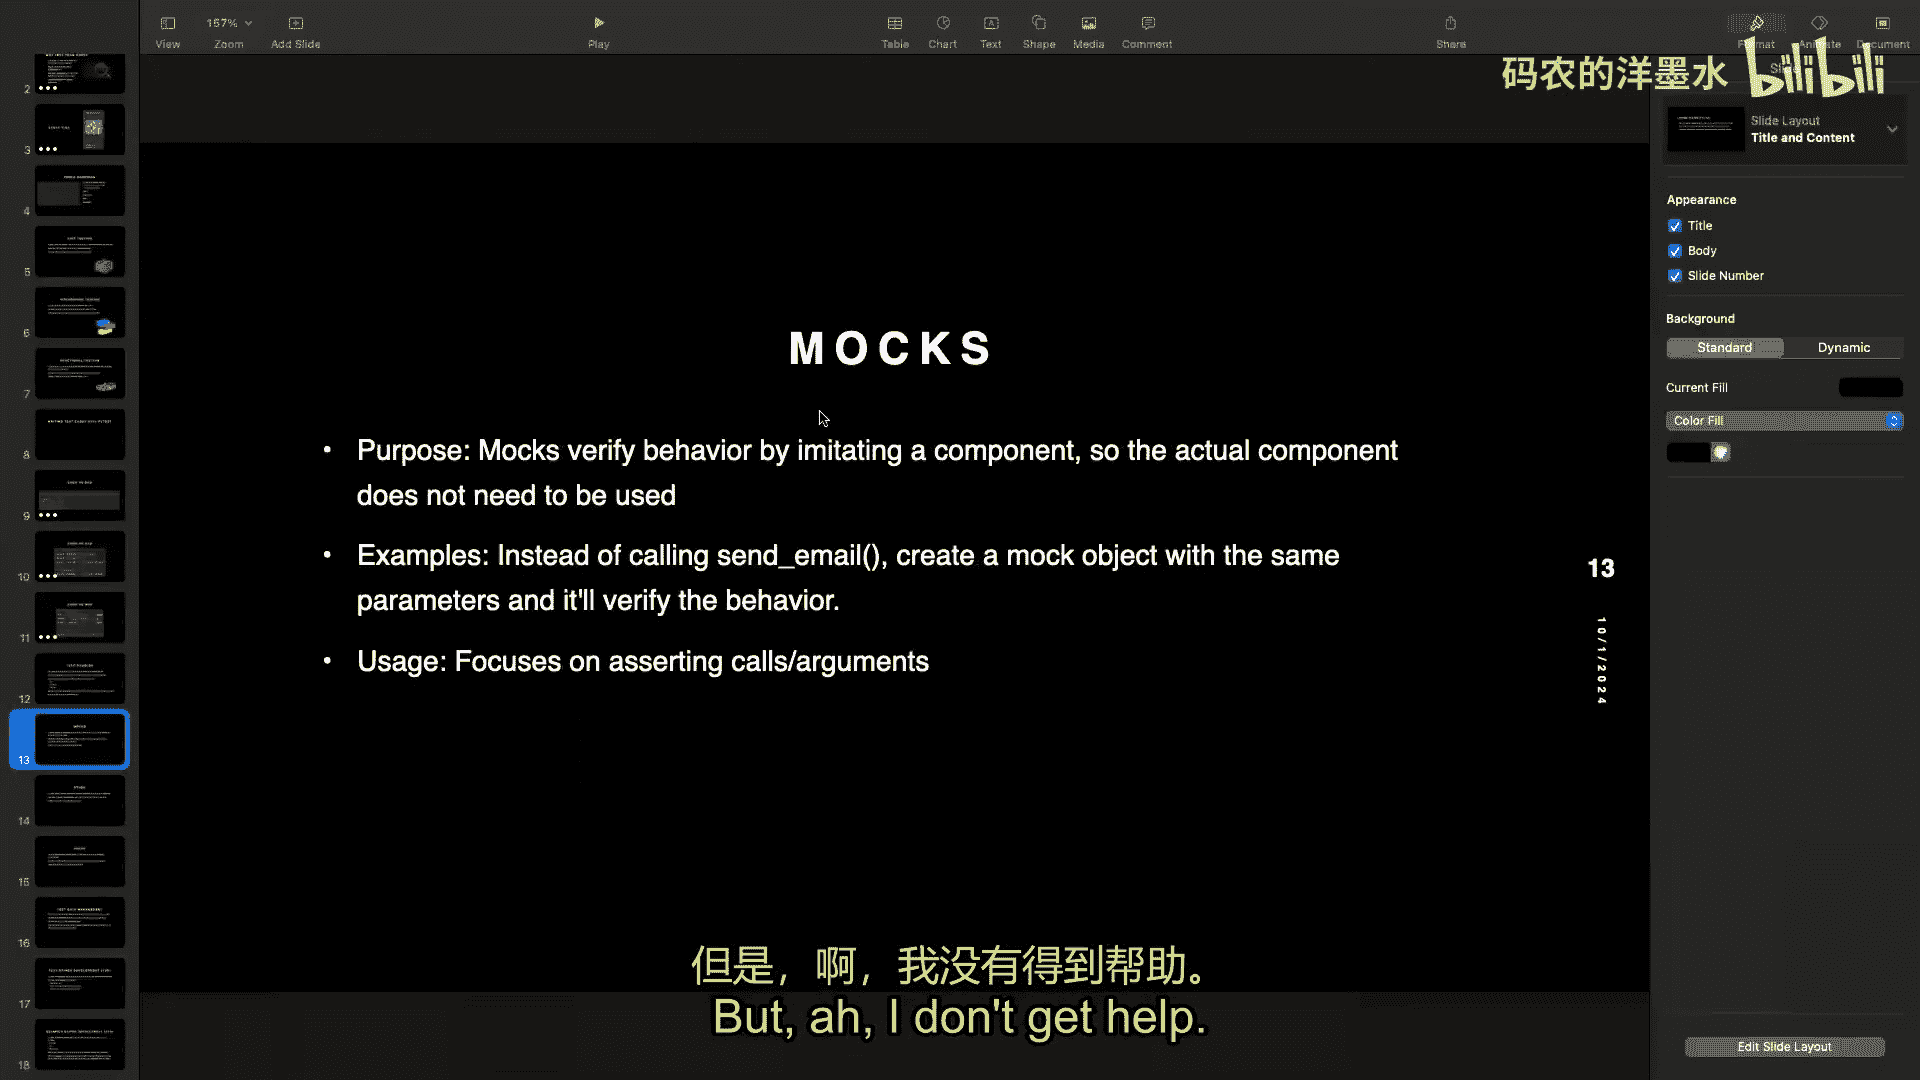 View
157%
Zoom
Add Slide
Play
Table
Chart
Text
Shape
Media
Comment
Share
Format
Animate
Document
码农的洋墨水
bilibili
Slide Layout
Title and Content
Appearance
Title
Body
Slide Number
Background
Standard
Dynamic
Current Fill
Color Fill
Edit Slide Layout
2
3
4
5
6
7
8
9
10
11
12
13
14
15
16
17
18
MOCKS
• Purpose: Mocks verify behavior by imitating a component, so the actual component
does not need to be used
• Examples: Instead of calling send_email(), create a mock object with the same
parameters and it'll verify the behavior.
• Usage: Focuses on asserting calls/arguments
13
10/1/2024
但是，啊，我没有得到帮助。
But, ah, I don't get help.